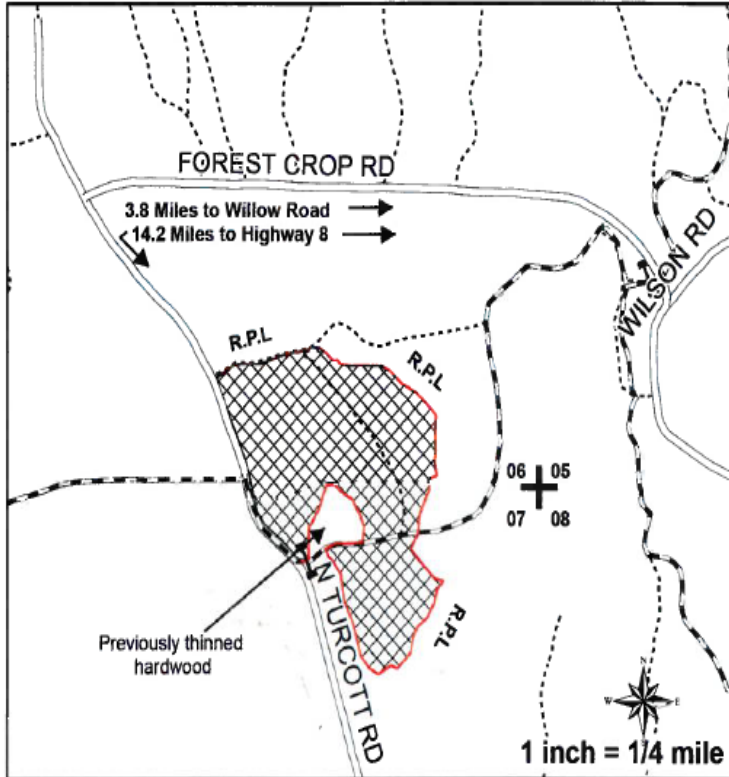 FOREST CROP RD
3.8 Miles to Willow Road
14.2 Miles to Highway 8
WILSON RD
R.P.L
R.P.L
06 05
07 08
R.P.L
N TURCOTT RD
Previously thinned
hardwood
N
W E
1 inch = 1/4 mile